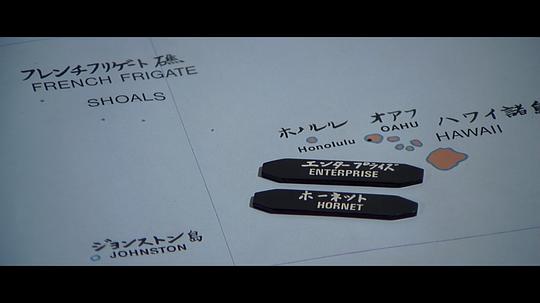 フレンチフリゲート礁
FRENCH FRIGATE
SHOALS
ホノルル
Honolulu
オアフ
OAHU
ハワイ諸島
HAWAII
エンタープライズ
ENTERPRISE
ホーネット
HORNET
ジョンストン島
JOHNSTON